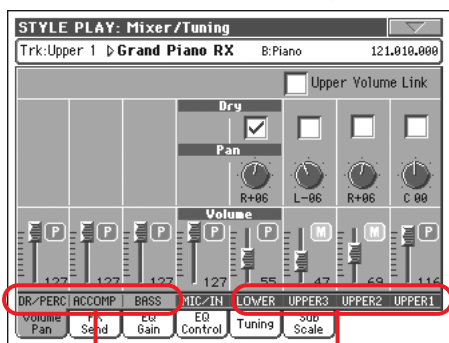 STYLE PLAY: Mixer/Tuning
Trk:Upper 1 ▷Grand Piano RX B:Piano 121.010.000
Upper Volume Link
Dry
Pan
R+06 L-06 R+06 C 00
Volume
P P P P P M M P
127 127 127 127 55 47 69 116
DR/PERC ACCOMP BASS MIC/IN LOWER UPPER3 UPPER2 UPPER1
Volume Pan
FX Send
EQ Gain
EQ Control
Tuning
Sub Scale